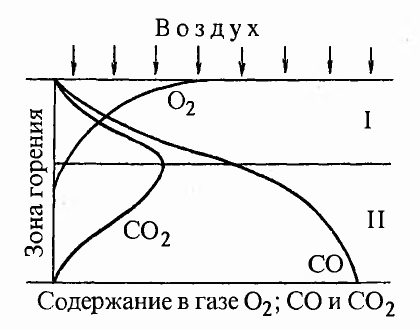 Воздух
O₂
I
Зона горения
II
CO₂
CO
Содержание в газе O₂; CO и CO₂